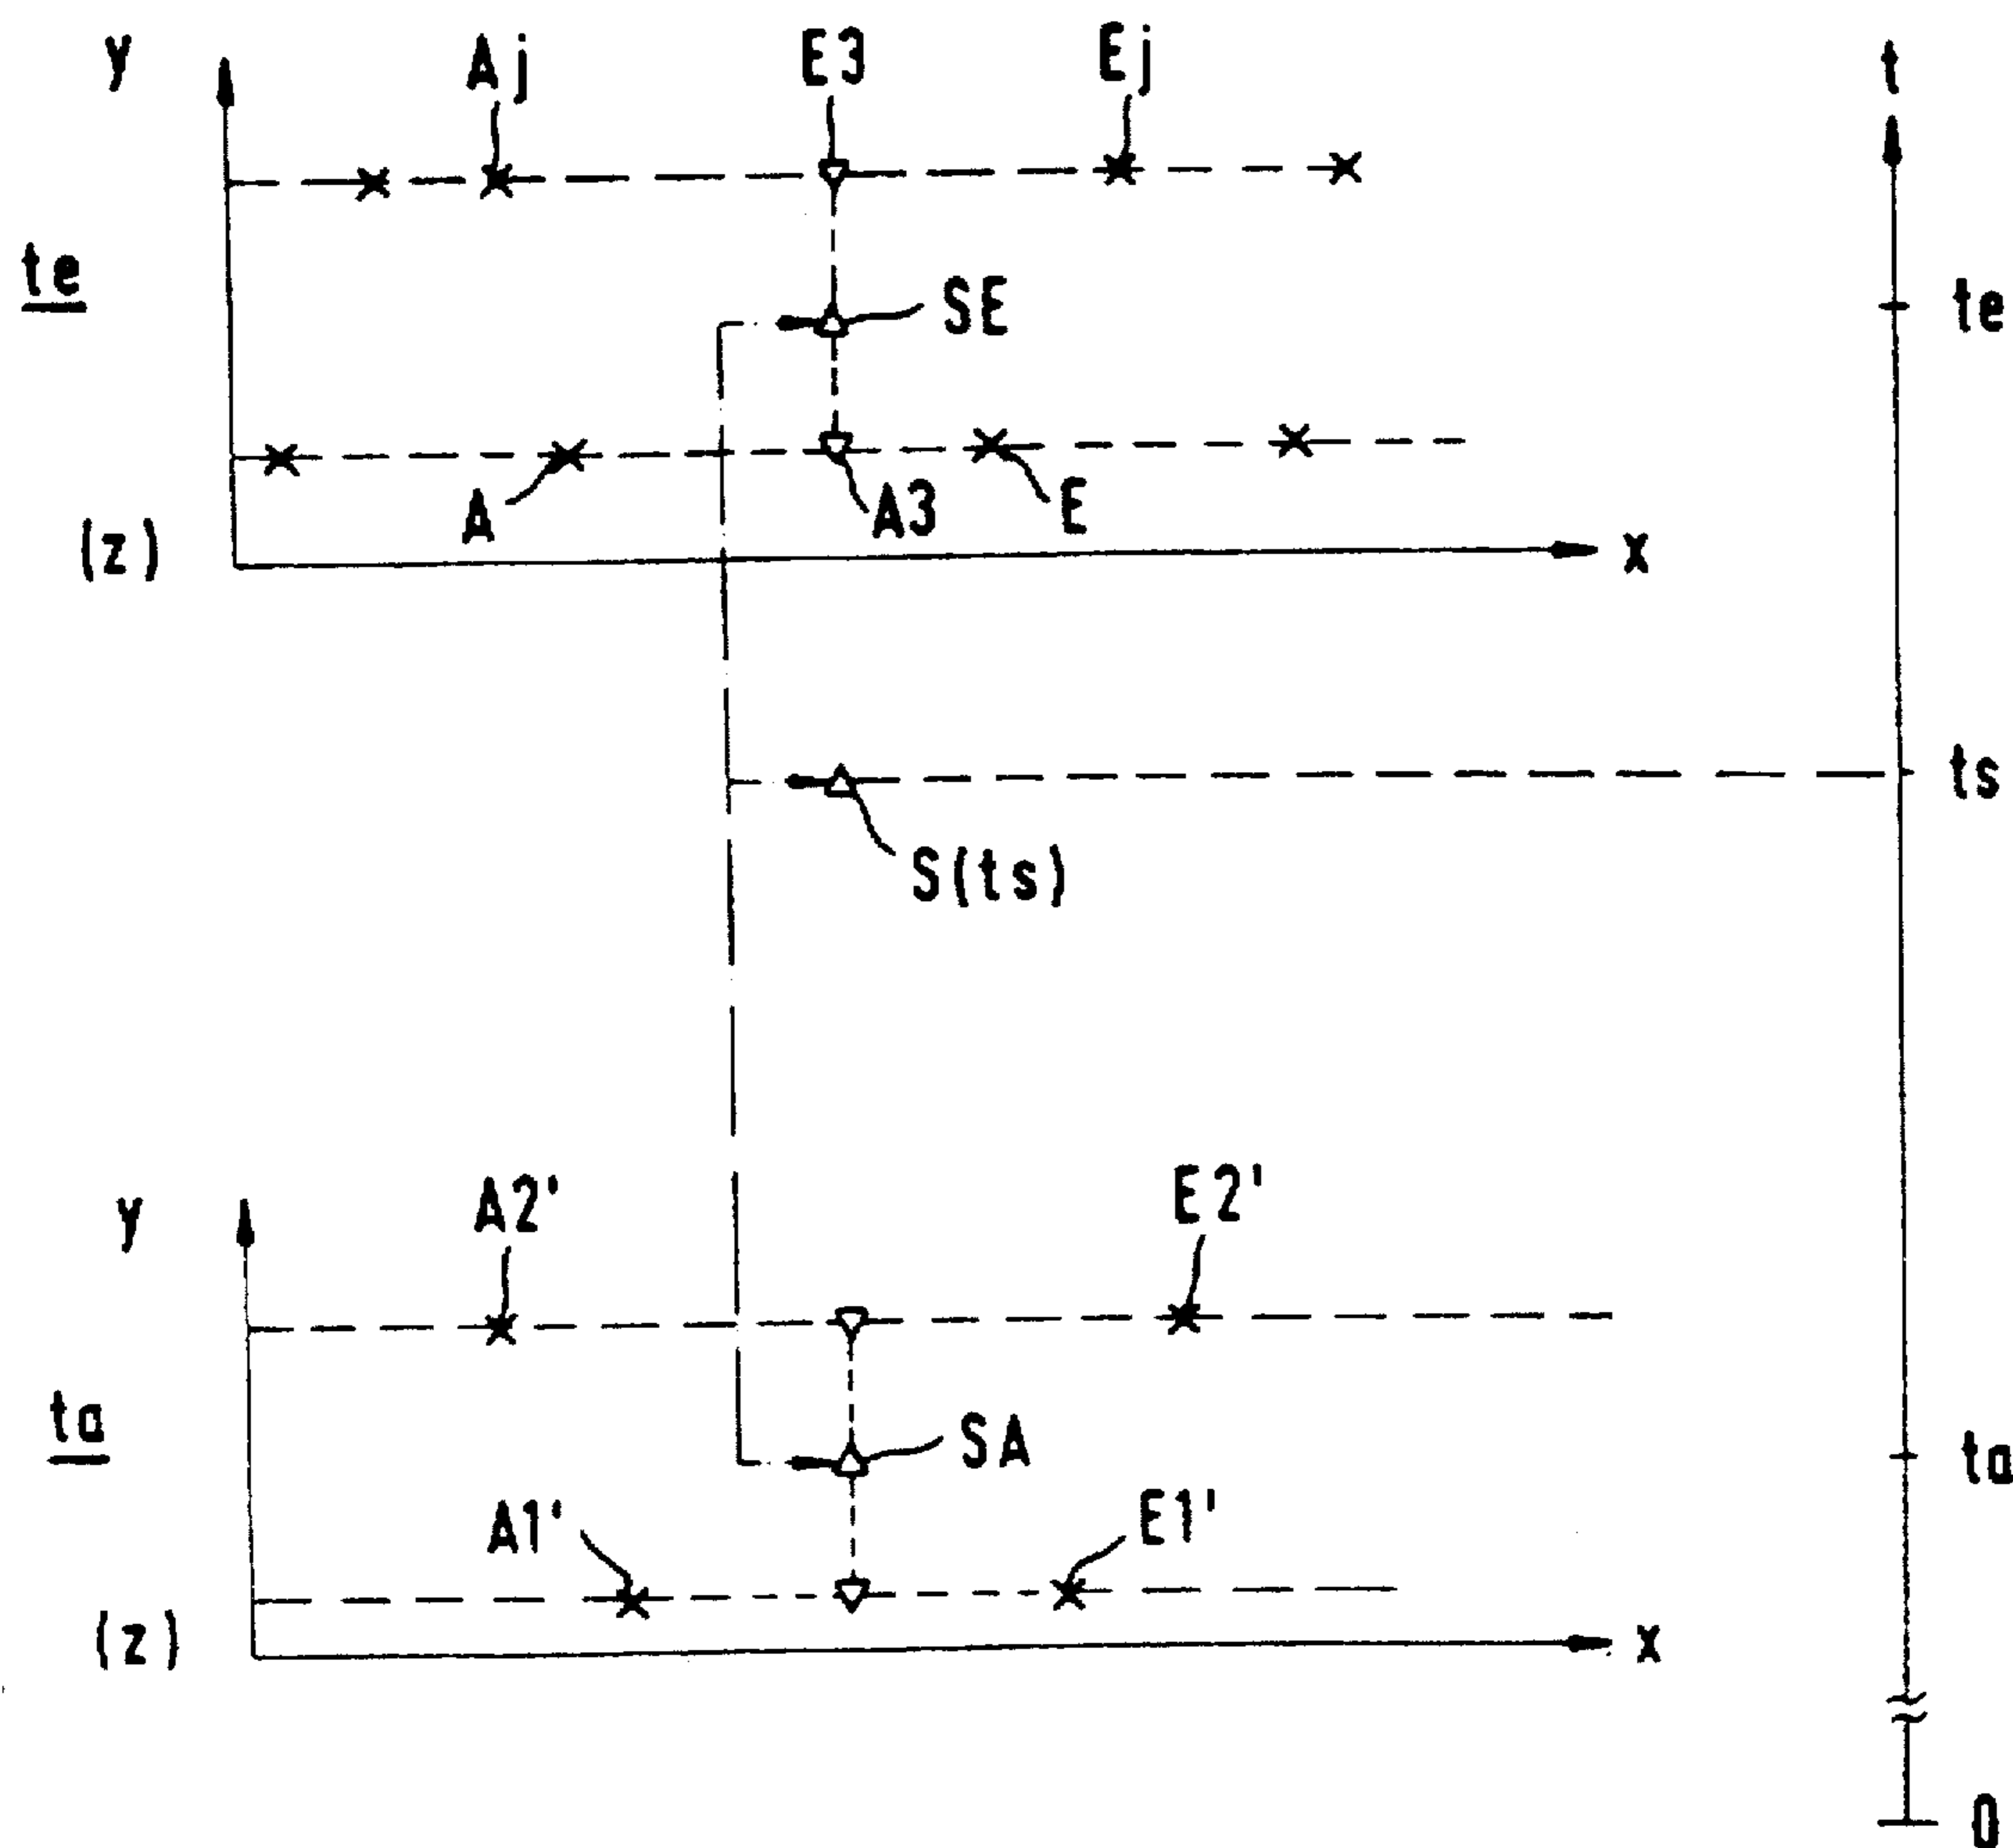 y Aj E3 Ej t
te SE te
A A3 E
(z) x
ts
S(ts)
y A2' E2'
ta SA ta
A1' E1'
(z) x
0